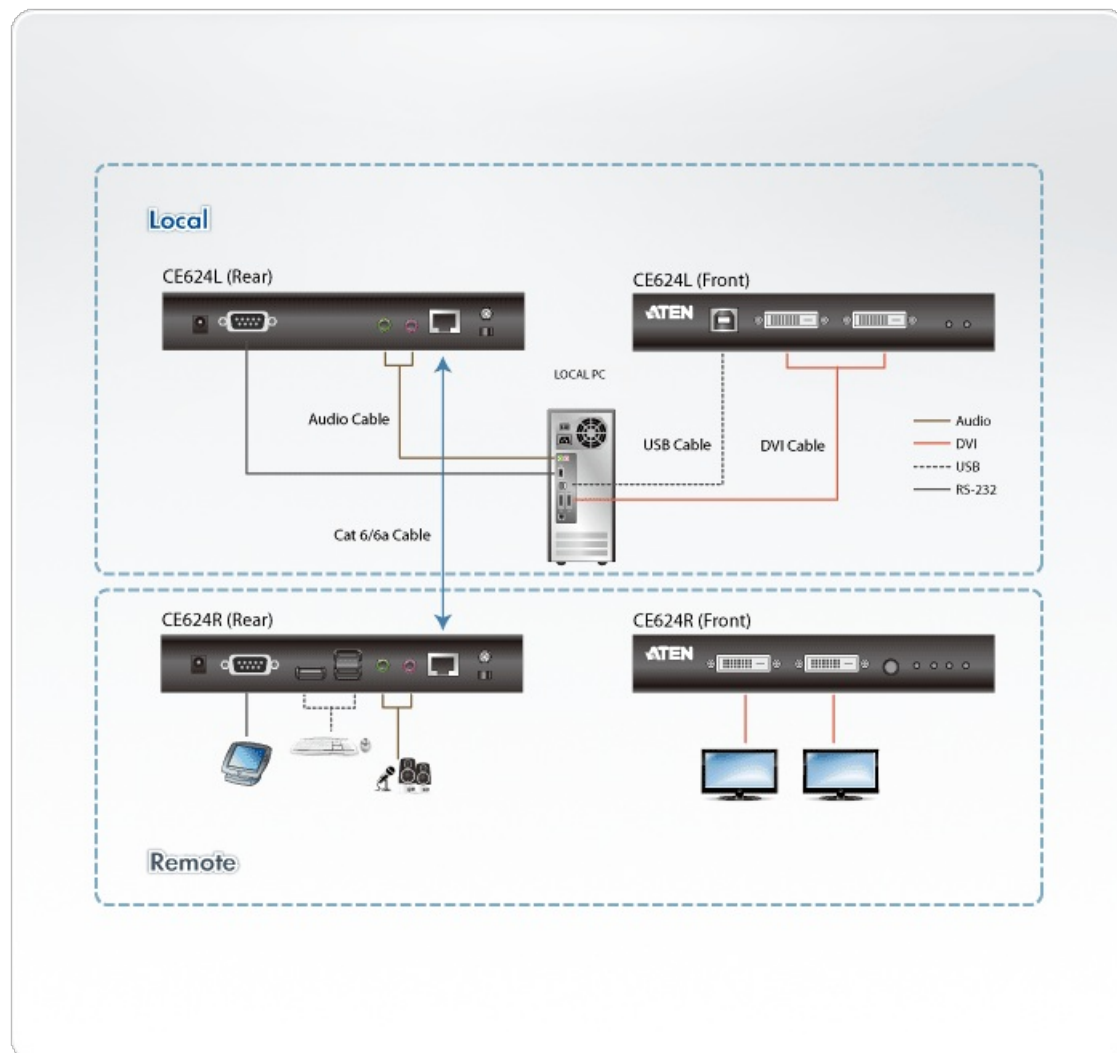 Local
CE624L (Rear)
CE624L (Front)
ATEN
LOCAL PC
Audio Cable
USB Cable
DVI Cable
Audio
DVI
USB
RS-232
Cat 6/6a Cable
CE624R (Rear)
CE624R (Front)
ATEN
Remote